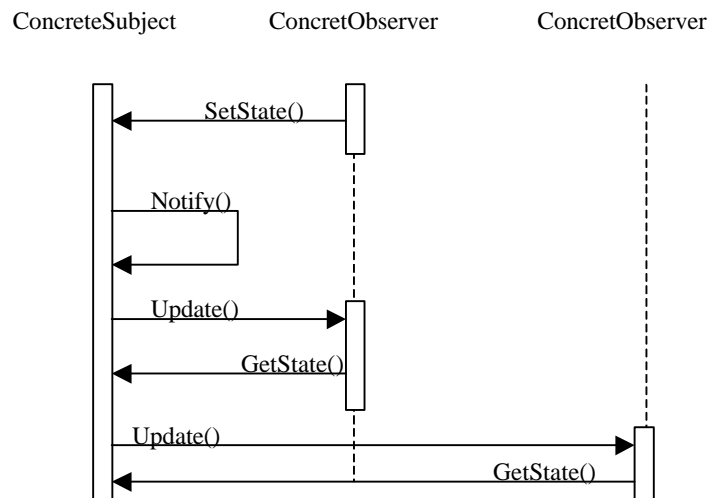 ConcreteSubject
ConcretObserver
ConcretObserver
SetState()
Notify()
Update()
GetState()
Update()
GetState()